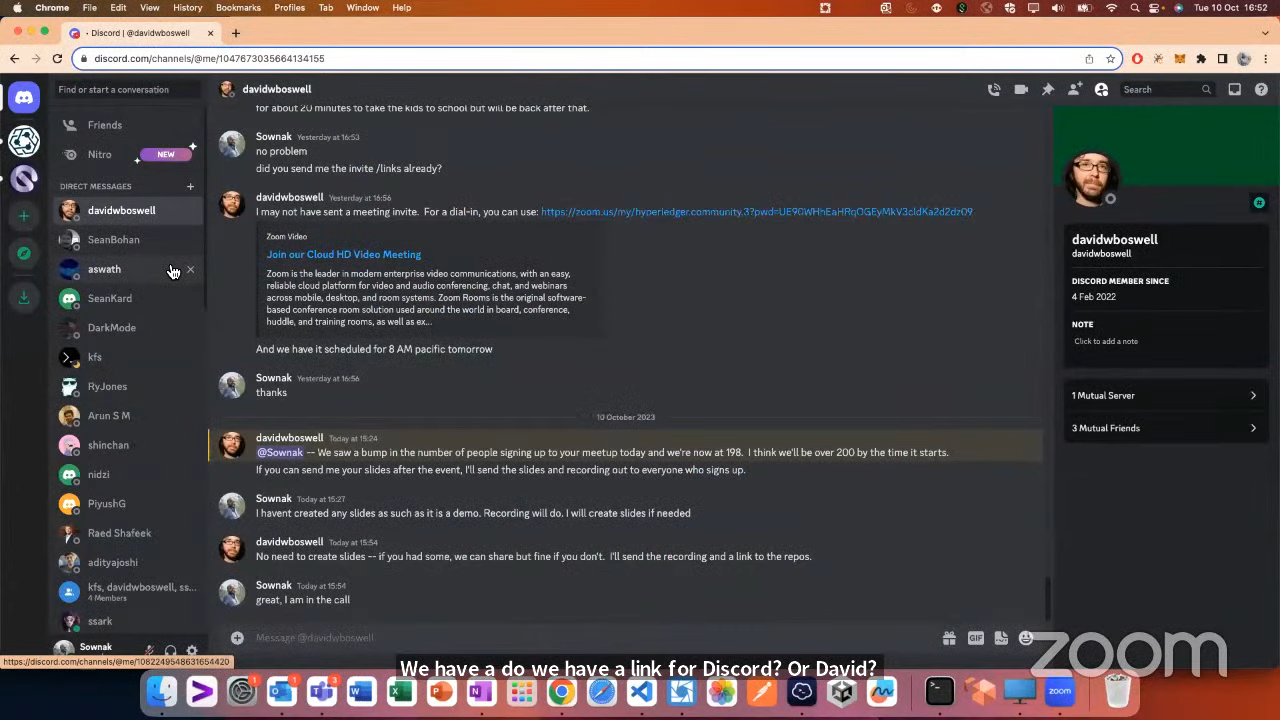 Chrome File Edit View History Bookmarks Profiles Tab Window Help
Tue 10 Oct 16:52
Discord | @davidwboswell
discord.com/channels/@me/1047673035664134155
Find or start a conversation
Friends
Nitro NEW
DIRECT MESSAGES
davidwboswell
SeanBohan
aswath
SeanKard
DarkMode
kfs
RyJones
Arun S M
shinchan
nidzi
PiyushG
Raed Shafeek
adityajoshi
kfs, davidwboswell, ss...
4 Members
ssark
Sownak
https://discord.com/channels/@me/1082249548631654420
davidwboswell
Search
for about 20 minutes to take the kids to school but will be back after that.
Sownak Yesterday at 16:53
no problem
did you send me the invite /links already?
davidwboswell Yesterday at 16:56
I may not have sent a meeting invite. For a dial-in, you can use: https://zoom.us/my/hyperledger.community.3?pwd=UE90WHhEaHRqOGEyMkV3cldKa2d2dz09
Zoom Video
Join our Cloud HD Video Meeting
Zoom is the leader in modern enterprise video communications, with an easy,
reliable cloud platform for video and audio conferencing, chat, and webinars
across mobile, desktop, and room systems. Zoom Rooms is the original software-
based conference room solution used around the world in board, conference,
huddle, and training rooms, as well as ex...
And we have it scheduled for 8 AM pacific tomorrow
Sownak Yesterday at 16:56
thanks
10 October 2023
davidwboswell Today at 15:24
@Sownak -- We saw a bump in the number of people signing up to your meetup today and we're now at 198. I think we'll be over 200 by the time it starts.
If you can send me your slides after the event, I'll send the slides and recording out to everyone who signs up.
Sownak Today at 15:27
I havent created any slides as such as it is a demo. Recording will do. I will create slides if needed
davidwboswell Today at 15:54
No need to create slides -- if you had some, we can share but fine if you don't. I'll send the recording and a link to the repos.
Sownak Today at 15:54
great, I am in the call
Message @davidwboswell
GIF
davidwboswell
davidwboswell
DISCORD MEMBER SINCE
4 Feb 2022
NOTE
Click to add a note
1 Mutual Server
3 Mutual Friends
zoom
We have a do we have a link for Discord? Or David?
zoom